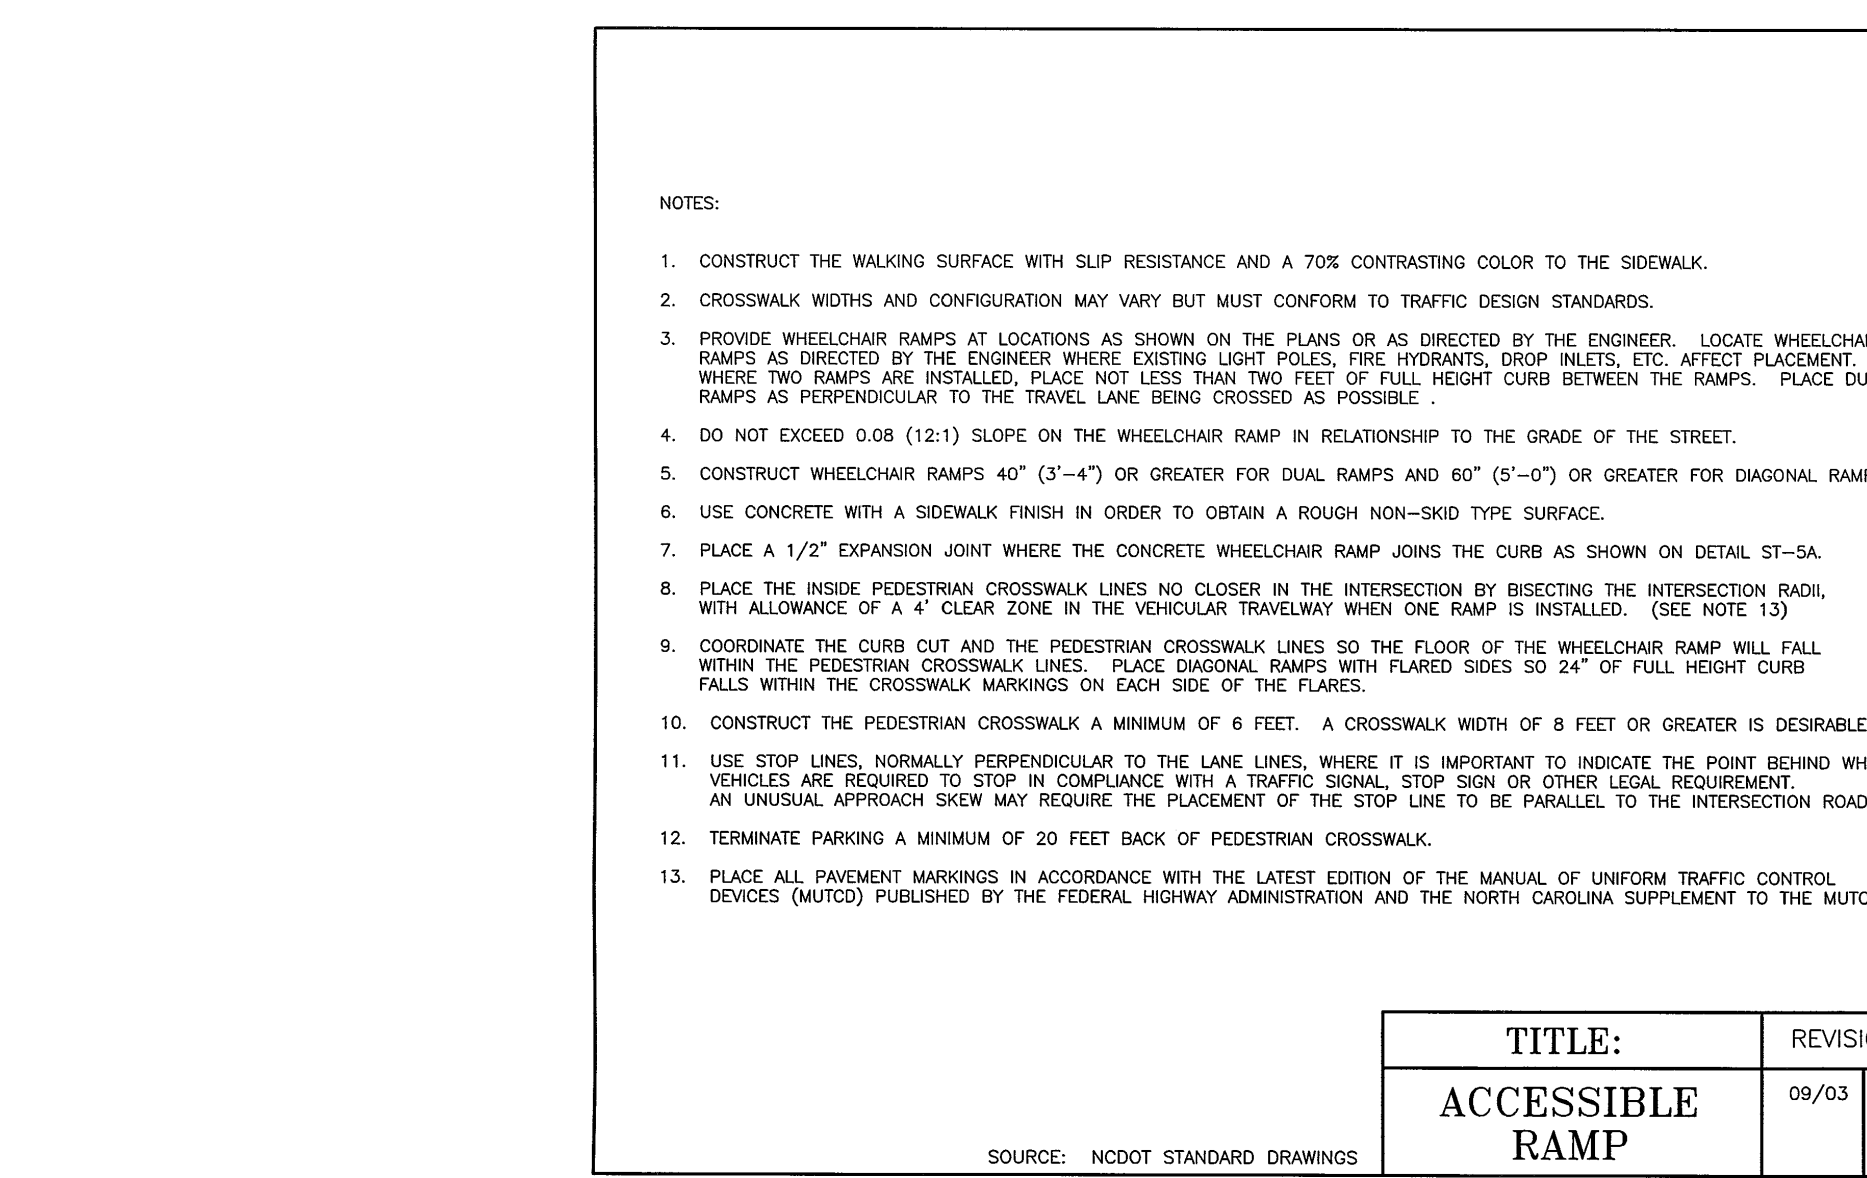 NOTES:
1. CONSTRUCT THE WALKING SURFACE WITH SLIP RESISTANCE AND A 70% CONTRASTING COLOR TO THE SIDEWALK.
2. CROSSWALK WIDTHS AND CONFIGURATION MAY VARY BUT MUST CONFORM TO TRAFFIC DESIGN STANDARDS.
3. PROVIDE WHEELCHAIR RAMPS AT LOCATIONS AS SHOWN ON THE PLANS OR AS DIRECTED BY THE ENGINEER. LOCATE
RAMPS AS DIRECTED BY THE ENGINEER WHERE EXISTING LIGHT POLES, FIRE HYDRANTS, DROP INLETS, ETC. AFFECT PLACEMENT.
WHERE TWO RAMPS ARE INSTALLED, PLACE NOT LESS THAN TWO FEET OF FULL HEIGHT CURB BETWEEN THE RAMPS. PLACE
RAMPS AS PERPENDICULAR TO THE TRAVEL LANE BEING CROSSED AS POSSIBLE .
4. DO NOT EXCEED 0.08 (12:1) SLOPE ON THE WHEELCHAIR RAMP IN RELATIONSHIP TO THE GRADE OF THE STREET.
5. CONSTRUCT WHEELCHAIR RAMPS 40" (3'-4") OR GREATER FOR DUAL RAMPS AND 60" (5'-0") OR GREATER FOR DIAGONAL
6. USE CONCRETE WITH A SIDEWALK FINISH IN ORDER TO OBTAIN A ROUGH NON-SKID TYPE SURFACE.
7. PLACE A 1/2" EXPANSION JOINT WHERE THE CONCRETE WHEELCHAIR RAMP JOINS THE CURB AS SHOWN ON DETAIL ST-5A.
8. PLACE THE INSIDE PEDESTRIAN CROSSWALK LINES NO CLOSER IN THE INTERSECTION BY BISECTING THE INTERSECTION RADII,
WITH ALLOWANCE OF A 4' CLEAR ZONE IN THE VEHICULAR TRAVELWAY WHEN ONE RAMP IS INSTALLED. (SEE NOTE 13)
9. COORDINATE THE CURB CUT AND THE PEDESTRIAN CROSSWALK LINES SO THE FLOOR OF THE WHEELCHAIR RAMP WILL FALL
WITHIN THE PEDESTRIAN CROSSWALK LINES. PLACE DIAGONAL RAMPS WITH FLARED SIDES SO 24" OF FULL HEIGHT CURB
FALLS WITHIN THE CROSSWALK MARKINGS ON EACH SIDE OF THE FLARES.
10. CONSTRUCT THE PEDESTRIAN CROSSWALK A MINIMUM OF 6 FEET. A CROSSWALK WIDTH OF 8 FEET OR GREATER IS DESIRABLE
11. USE STOP LINES, NORMALLY PERPENDICULAR TO THE LANE LINES, WHERE IT IS IMPORTANT TO INDICATE THE POINT BEHIND
VEHICLES ARE REQUIRED TO STOP IN COMPLIANCE WITH A TRAFFIC SIGNAL, STOP SIGN OR OTHER LEGAL REQUIREMENT.
AN UNUSUAL APPROACH SKEW MAY REQUIRE THE PLACEMENT OF THE STOP LINE TO BE PARALLEL TO THE INTERSECTION ROAD
12. TERMINATE PARKING A MINIMUM OF 20 FEET BACK OF PEDESTRIAN CROSSWALK.
13. PLACE ALL PAVEMENT MARKINGS IN ACCORDANCE WITH THE LATEST EDITION OF THE MANUAL OF UNIFORM TRAFFIC CONTROL
DEVICES (MUTCD) PUBLISHED BY THE FEDERAL HIGHWAY ADMINISTRATION AND THE NORTH CAROLINA SUPPLEMENT TO THE
TITLE:
ACCESSIBLE
RAMP
09/03
SOURCE: NCDOT STANDARD DRAWINGS